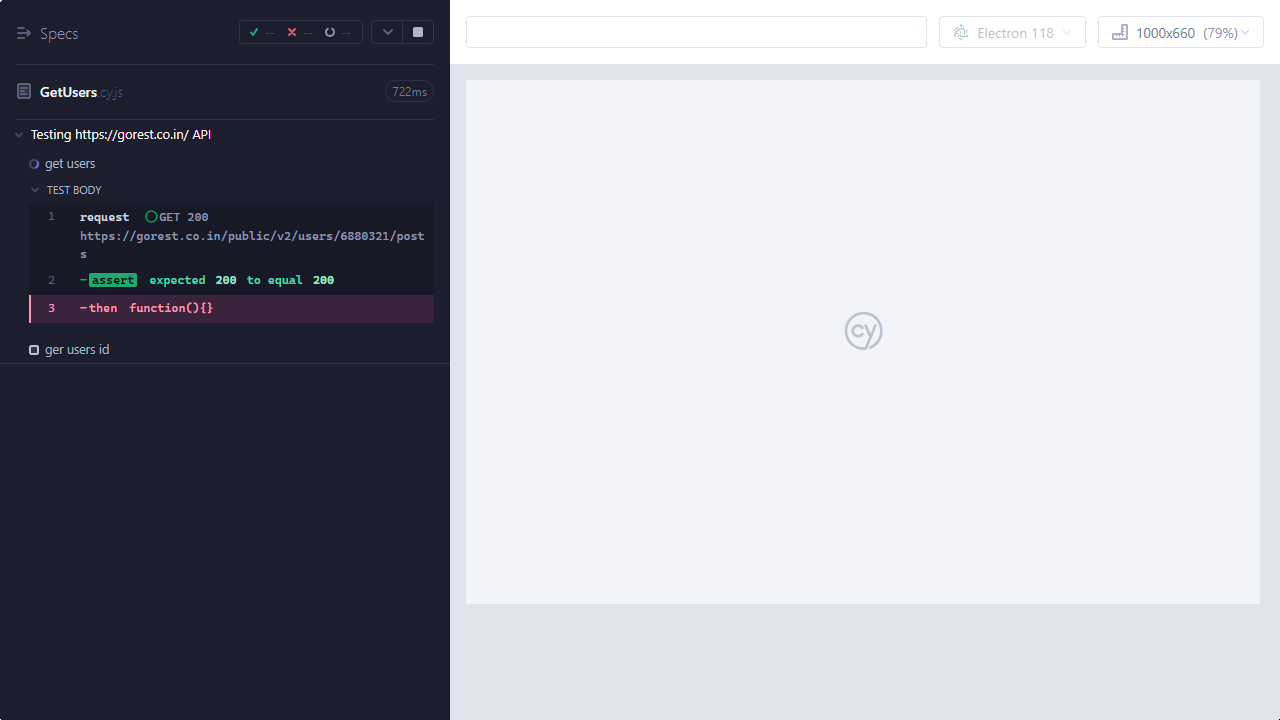 Specs
--
--
--
Electron 118
1000x660 (79%)
GetUsers.cy.js
722ms
Testing https://gorest.co.in/ API
get users
TEST BODY
1 request GET 200
https://gorest.co.in/public/v2/users/6880321/post
s
2 -assert expected 200 to equal 200
3 -then function(){}
ger users id
cy